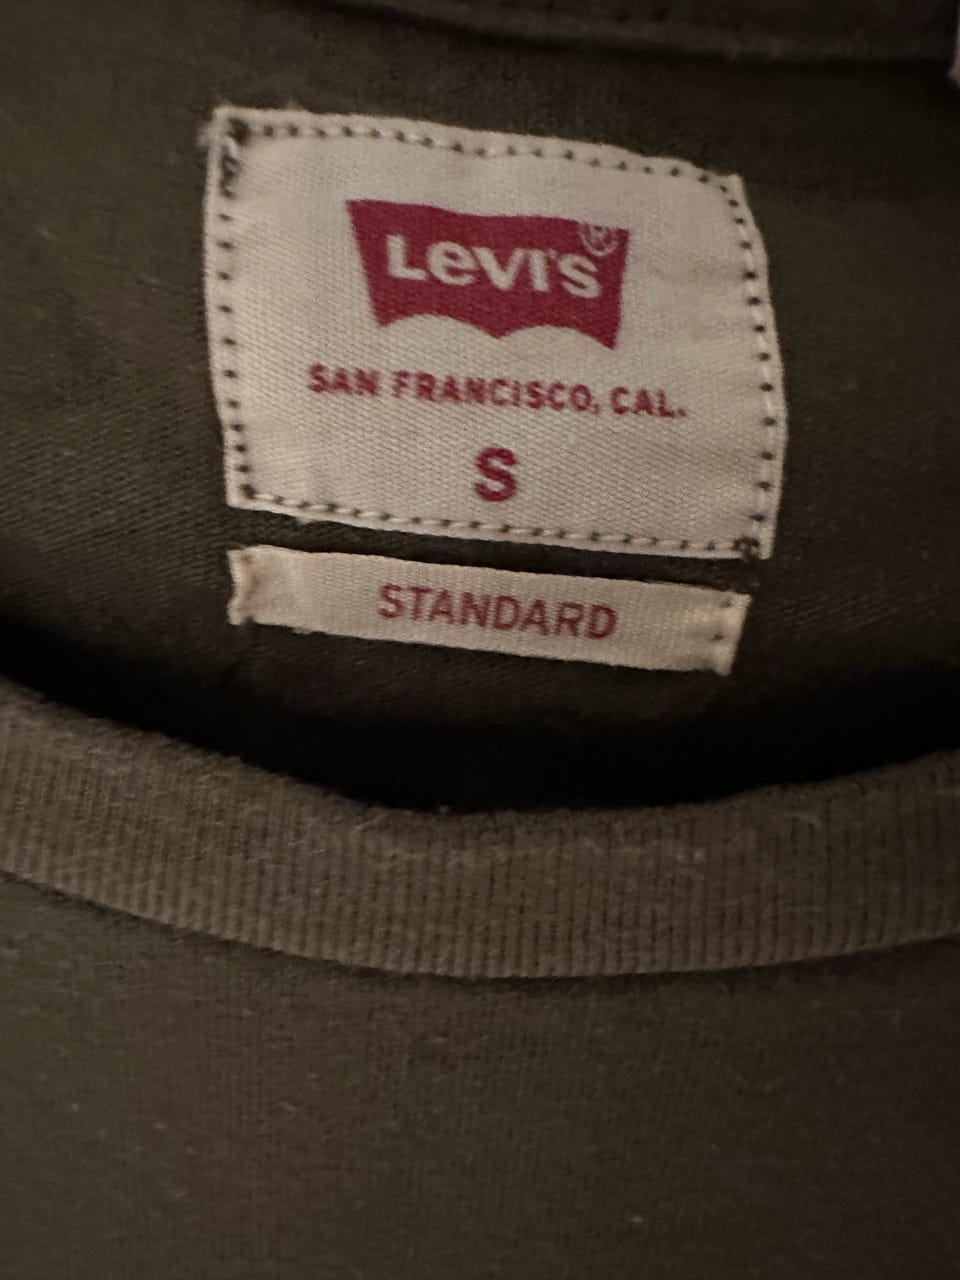 Levi's®
SAN FRANCISCO, CAL.
S
STANDARD